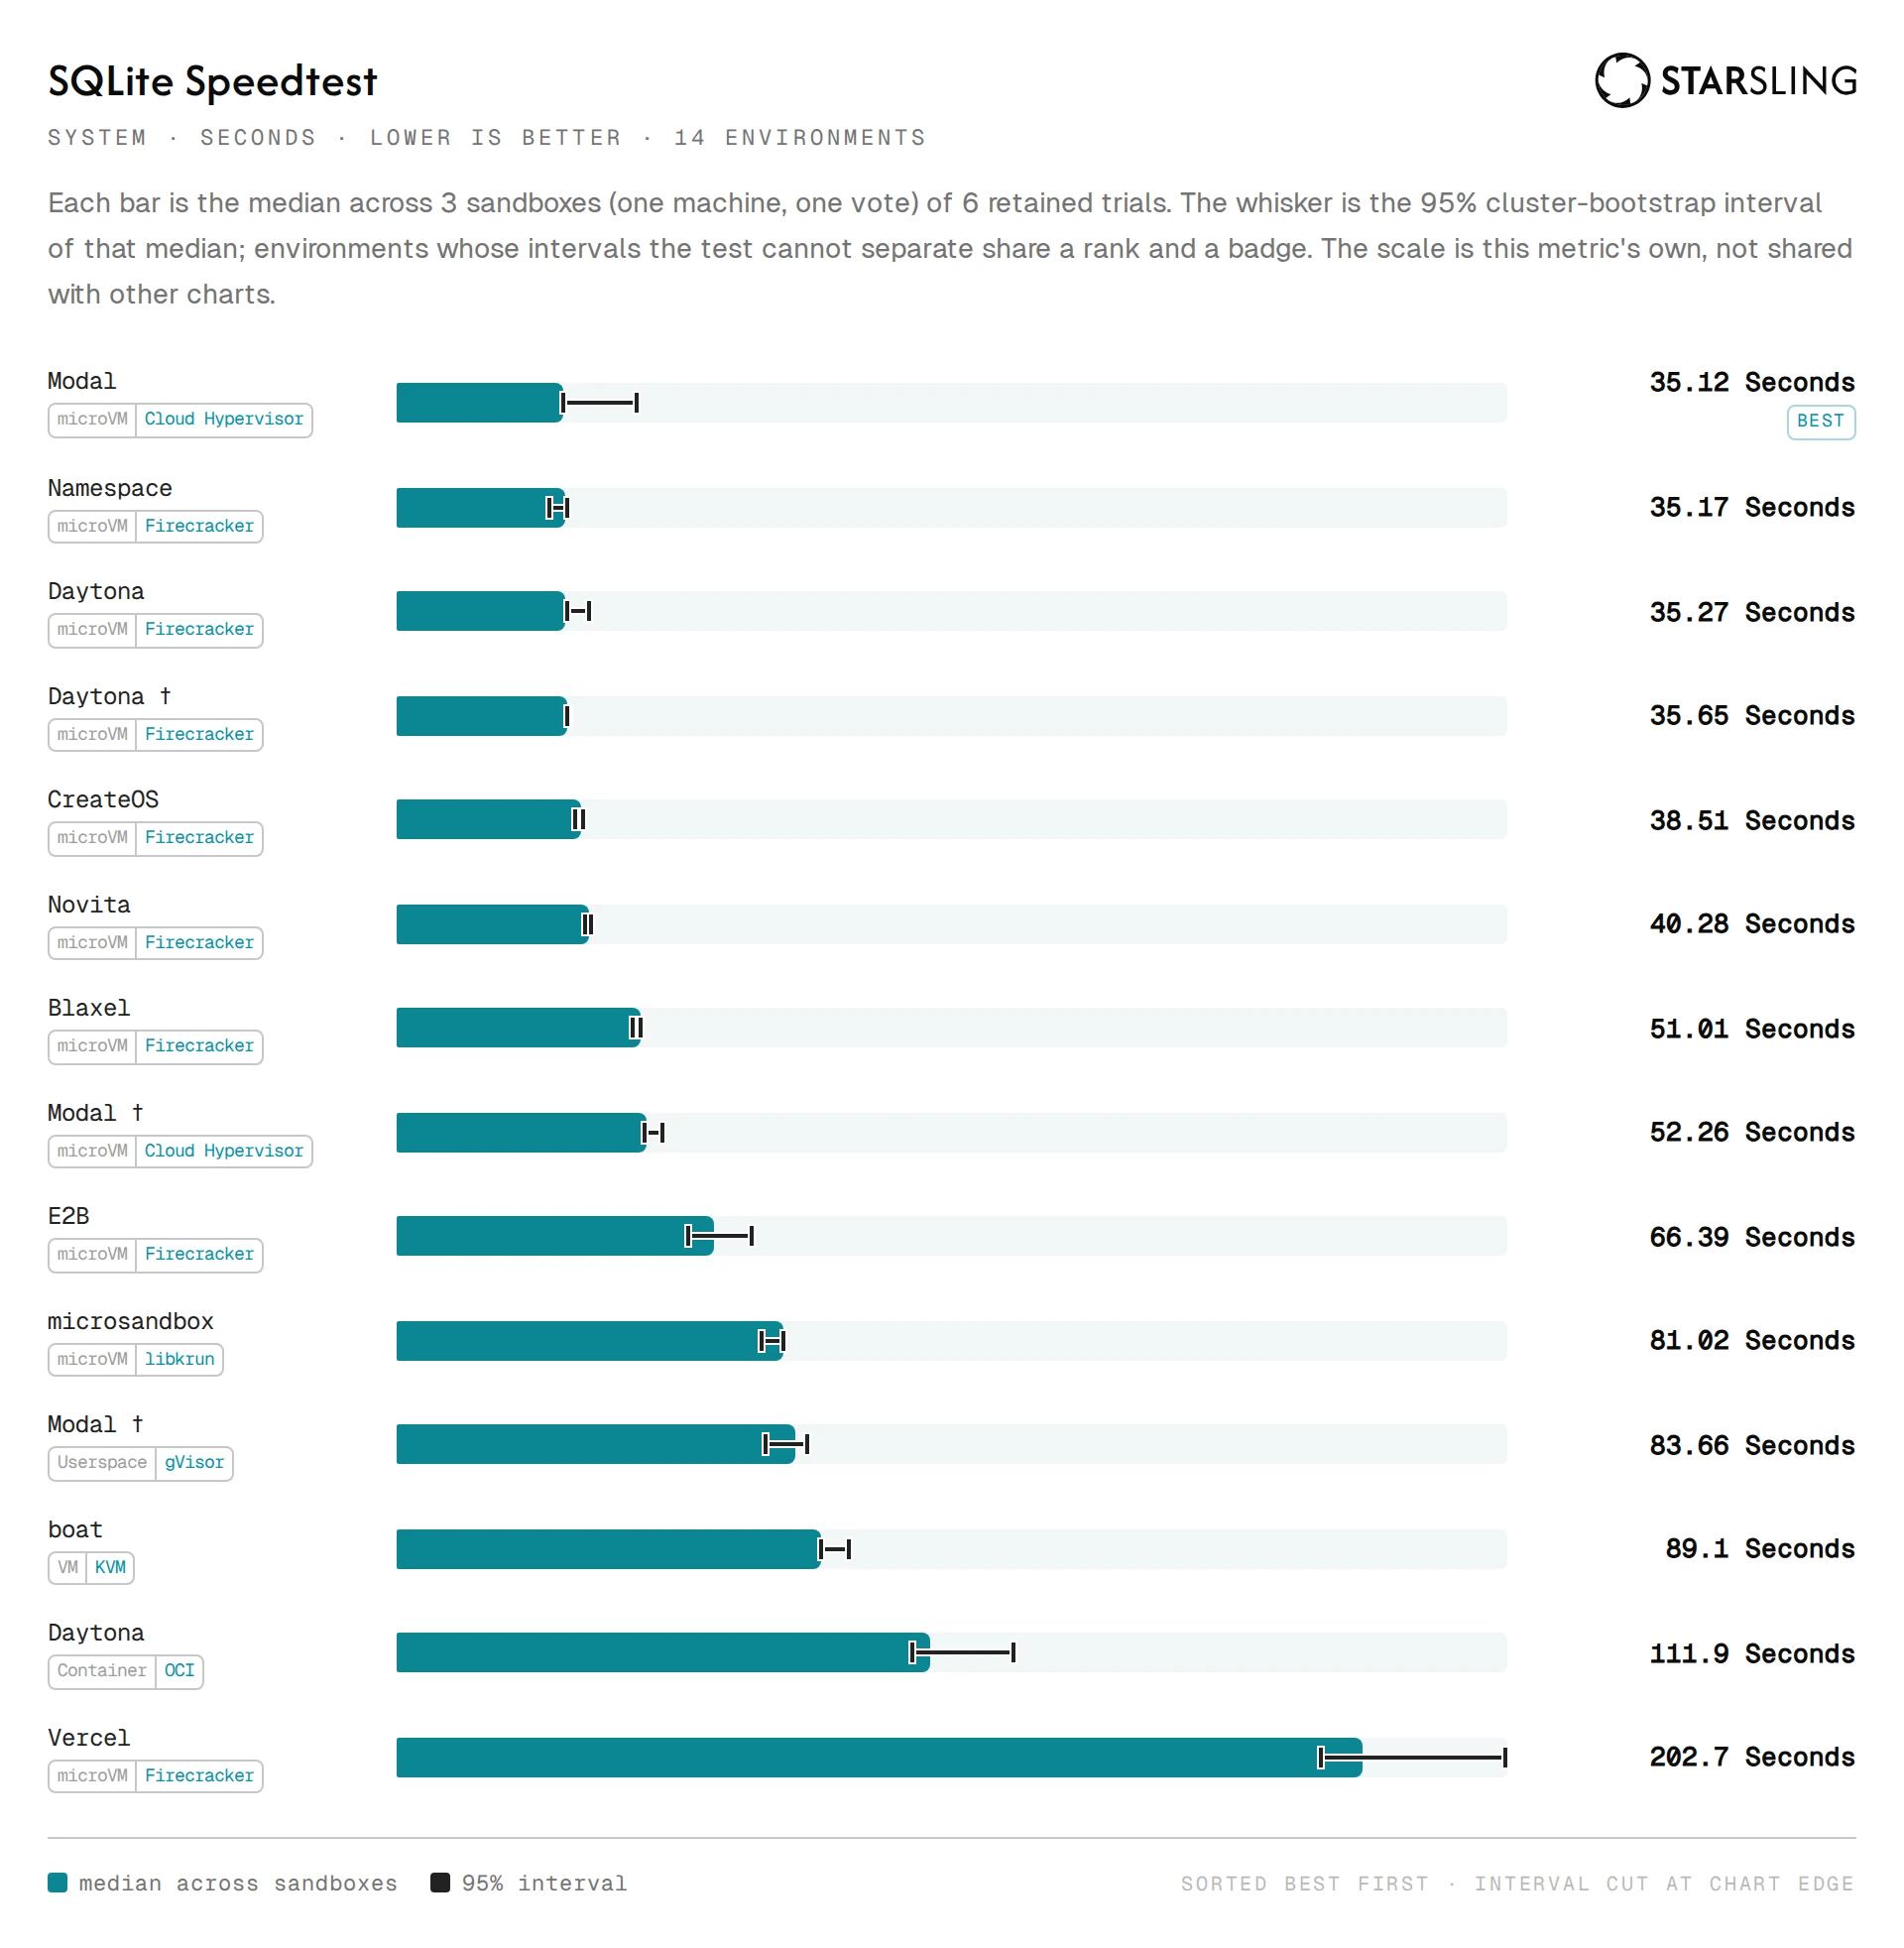 SQLite Speedtest
STARSLING
SYSTEM · SECONDS · LOWER IS BETTER · 14 ENVIRONMENTS
Each bar is the median across 3 sandboxes (one machine, one vote) of 6 retained trials. The whisker is the 95% cluster-bootstrap interval
of that median; environments whose intervals the test cannot separate share a rank and a badge. The scale is this metric's own, not shared
with other charts.
Modal
microVM Cloud Hypervisor
35.12 Seconds
BEST
Namespace
microVM Firecracker
35.17 Seconds
Daytona
microVM Firecracker
35.27 Seconds
Daytona †
microVM Firecracker
35.65 Seconds
CreateOS
microVM Firecracker
38.51 Seconds
Novita
microVM Firecracker
40.28 Seconds
Blaxel
microVM Firecracker
51.01 Seconds
Modal †
microVM Cloud Hypervisor
52.26 Seconds
E2B
microVM Firecracker
66.39 Seconds
microsandbox
microVM libkrun
81.02 Seconds
Modal †
Userspace gVisor
83.66 Seconds
boat
VM KVM
89.1 Seconds
Daytona
Container OCI
111.9 Seconds
Vercel
microVM Firecracker
202.7 Seconds
median across sandboxes
95% interval
SORTED BEST FIRST · INTERVAL CUT AT CHART EDGE